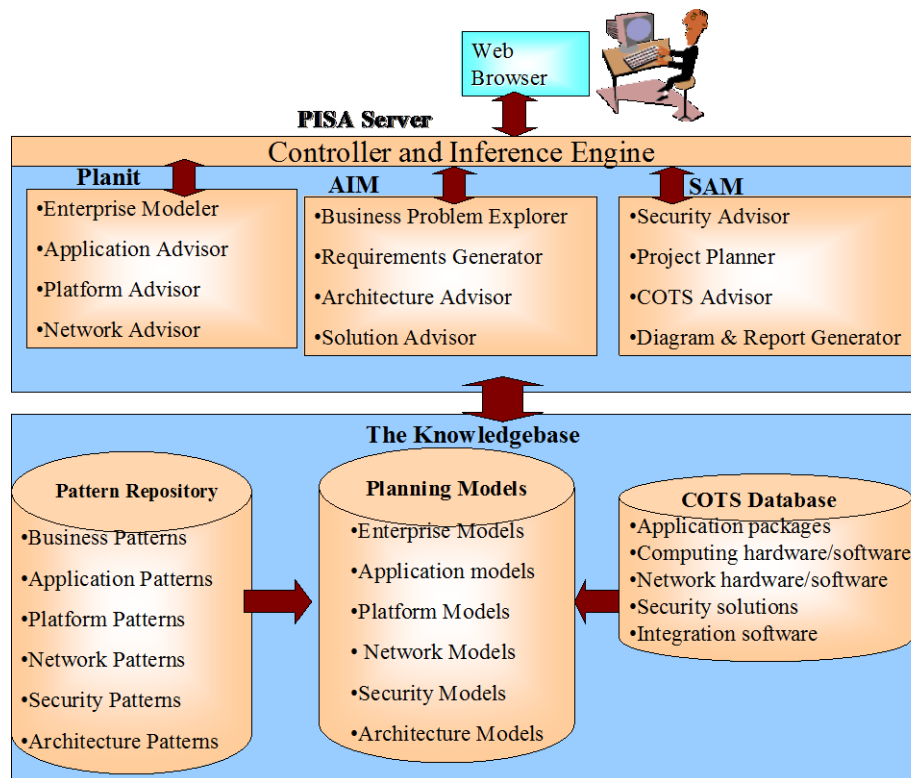 Web
Browser
PISA Server
Controller and Inference Engine
Planit
•Enterprise Modeler
•Application Advisor
•Platform Advisor
•Network Advisor
AIM
•Business Problem Explorer
•Requirements Generator
•Architecture Advisor
•Solution Advisor
SAM
•Security Advisor
•Project Planner
•COTS Advisor
•Diagram & Report Generator
The Knowledgebase
Pattern Repository
•Business Patterns
•Application Patterns
•Platform Patterns
•Network Patterns
•Security Patterns
•Architecture Patterns
Planning Models
•Enterprise Models
•Application models
•Platform Models
• Network Models
•Security Models
•Architecture Models
COTS Database
•Application packages
•Computing hardware/software
•Network hardware/software
•Security solutions
•Integration software